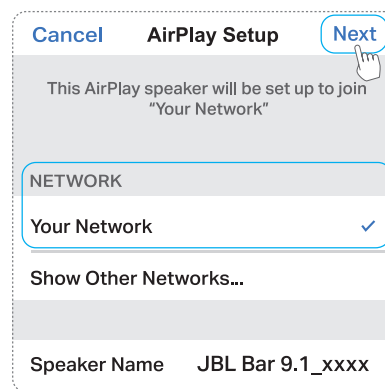 Cancel AirPlay Setup Next
This AirPlay speaker will be set up to join
“Your Network”
NETWORK
Your Network
Show Other Networks...
Speaker Name JBL Bar 9.1_xxxx